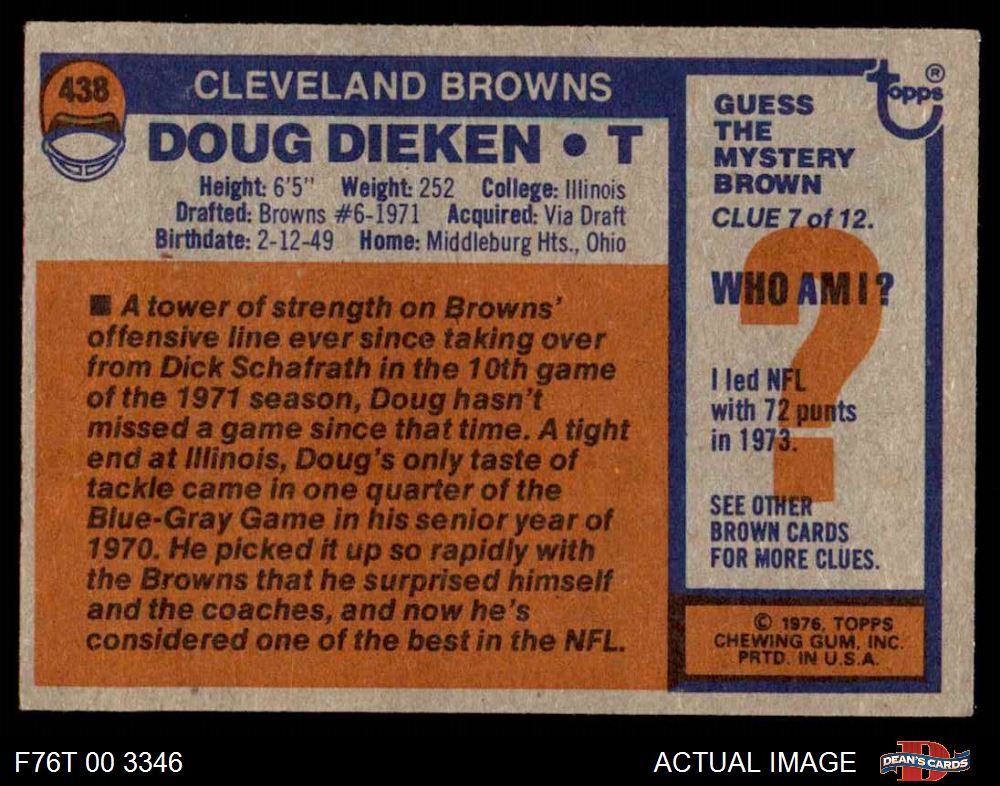 438
CLEVELAND BROWNS
DOUG DIEKEN • T
Height: 6'5" Weight: 252 College: Illinois
Drafted: Browns #6-1971 Acquired: Via Draft
Birthdate: 2-12-49 Home: Middleburg Hts., Ohio
■ A tower of strength on Browns'
offensive line ever since taking over
from Dick Schafrath in the 10th game
of the 1971 season, Doug hasn't
missed a game since that time. A tight
end at Illinois, Doug's only taste of
tackle came in one quarter of the
Blue-Gray Game in his senior year of
1970. He picked it up so rapidly with
the Browns that he surprised himself
and the coaches, and now he's
considered one of the best in the NFL.
topps ®
GUESS
THE
MYSTERY
BROWN
CLUE 7 of 12.
WHO AM I?
?
I led NFL
with 72 punts
in 1973.
SEE OTHER
BROWN CARDS
FOR MORE CLUES.
© 1976, TOPPS
CHEWING GUM, INC.
PRTD. IN U.S.A.
F76T 00 3346
ACTUAL IMAGE
D
DEAN'S CARDS